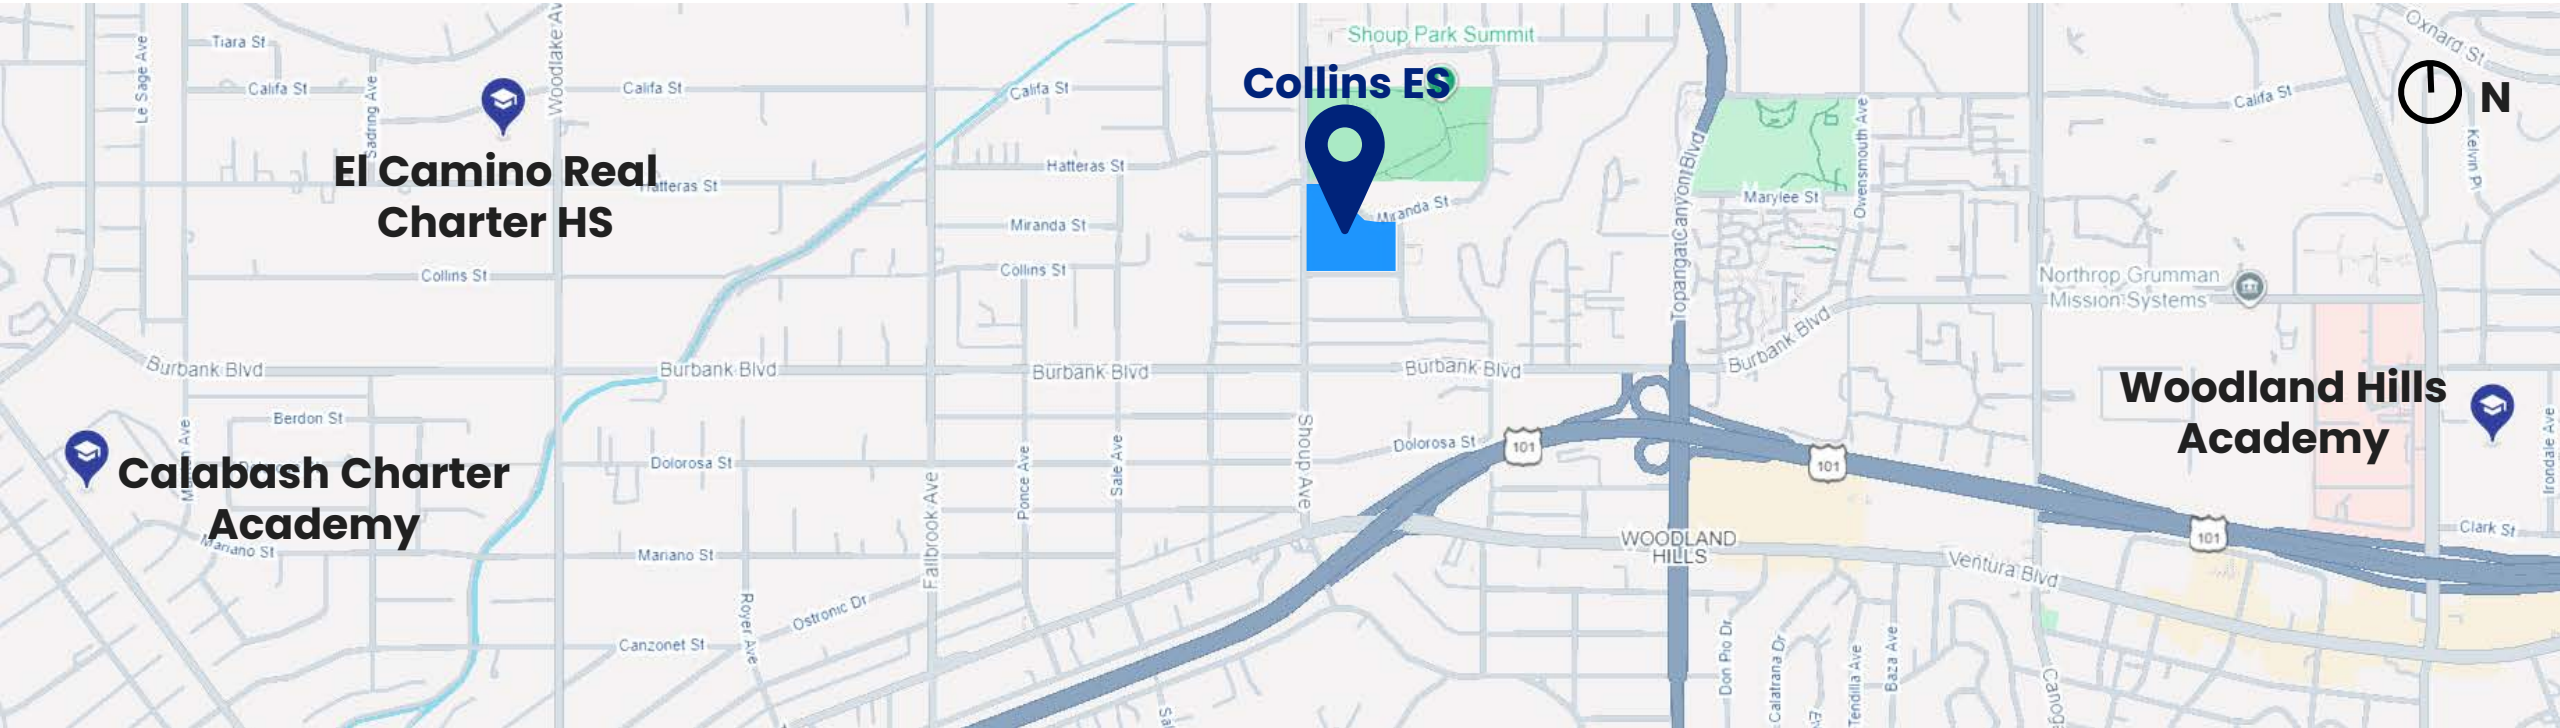 Tiara St
Califa St
Le Sage Ave
Sadring Ave
El Camino Real
Charter HS
Woodlake Av
Califa St
Hatteras St
Collins St
Califa St
Hatteras St
Miranda St
Collins St
Shoup Park Summit
Collins ES
Miranda St
Topanga Canyon Blvd
Marylee St
Owensmouth Ave
Oxnard St
Califa St
N
Kelvin Pl
Northrop Grumman
Mission Systems
Burbank Blvd
Burbank Blvd
Burbank Blvd
Burbank Blvd
Burbank Blvd
Berdon St
Calabash Charter
Academy
Mariano St
Dolorosa St
Mariano St
Canzonet St
Royer Ave
Ostronic Dr
Fallbrook Ave
Ponce Ave
Sale Ave
Shoup Ave
Dolorosa St
101
101
101
WOODLAND
HILLS
Ventura Blvd
Woodland Hills
Academy
Irondale Ave
Clark St
Don Pio Dr
Calatrana Dr
Tendilla Ave
Baza Ave
Canog